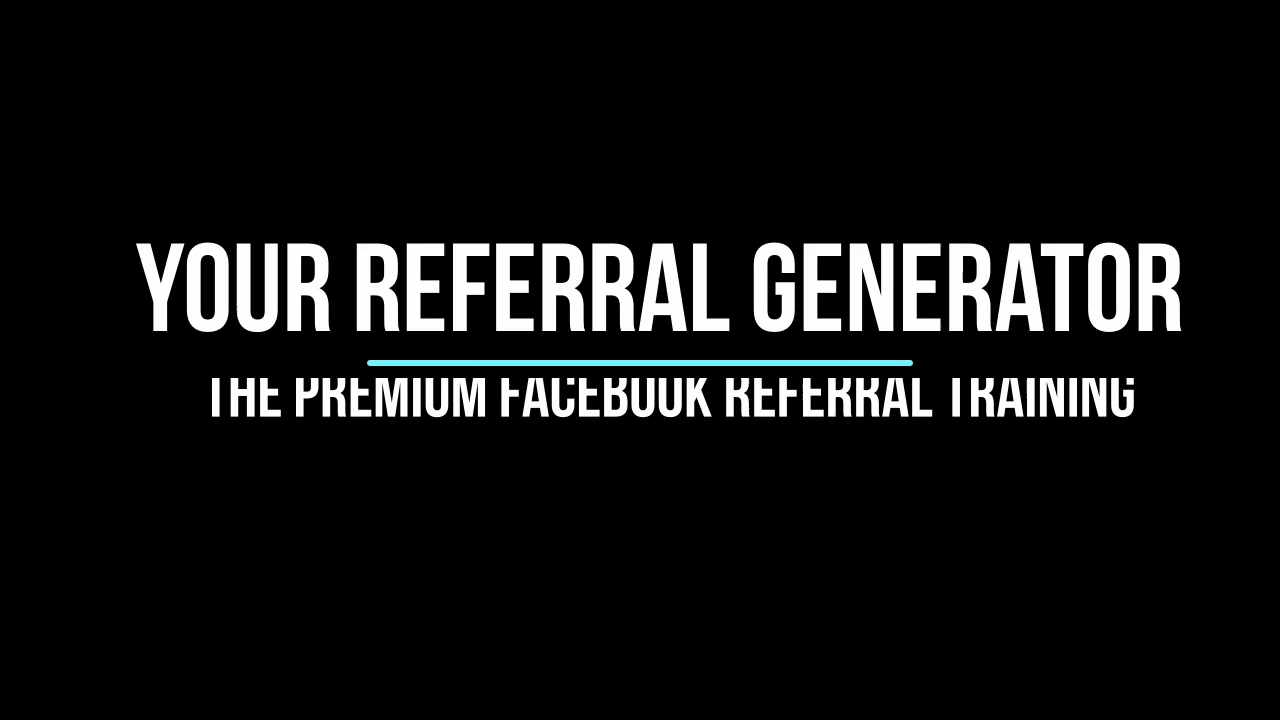 YOUR REFERRAL GENERATOR
THE PREMIUM FACEBOOK REFERRAL TRAINING